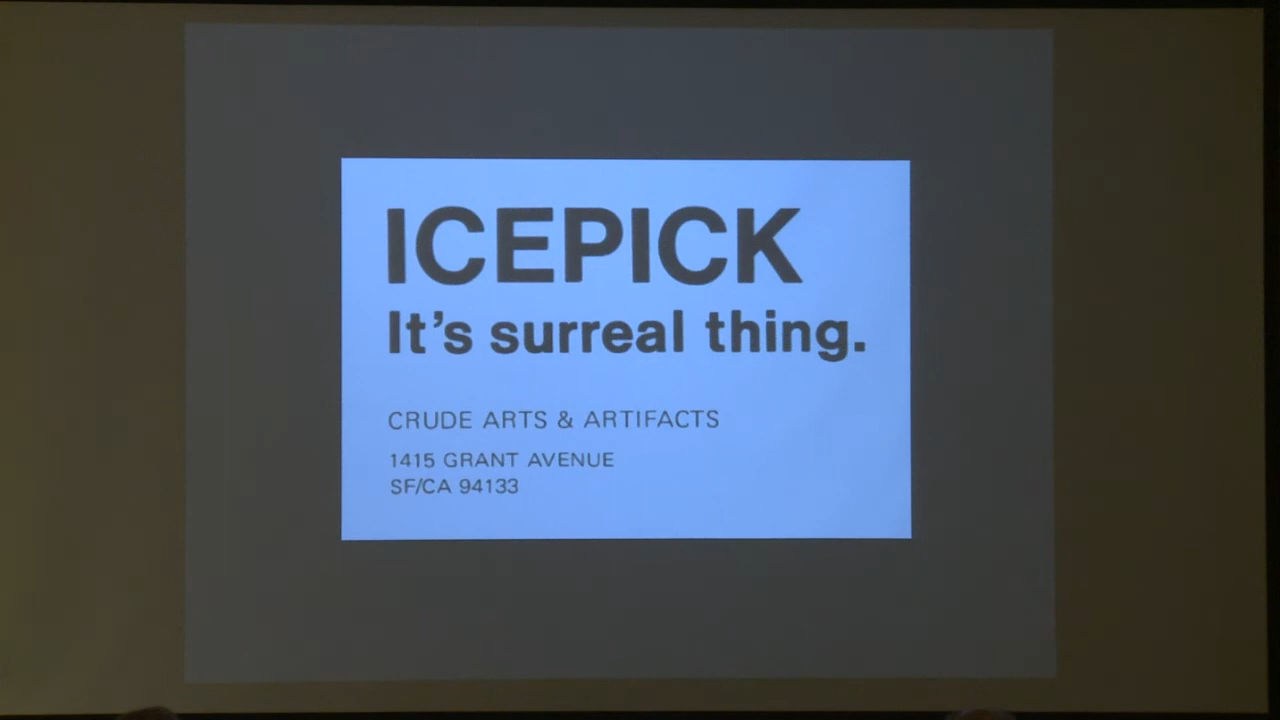 ICEPICK
It's surreal thing.
CRUDE ARTS & ARTIFACTS
1415 GRANT AVENUE
SF/CA 94133